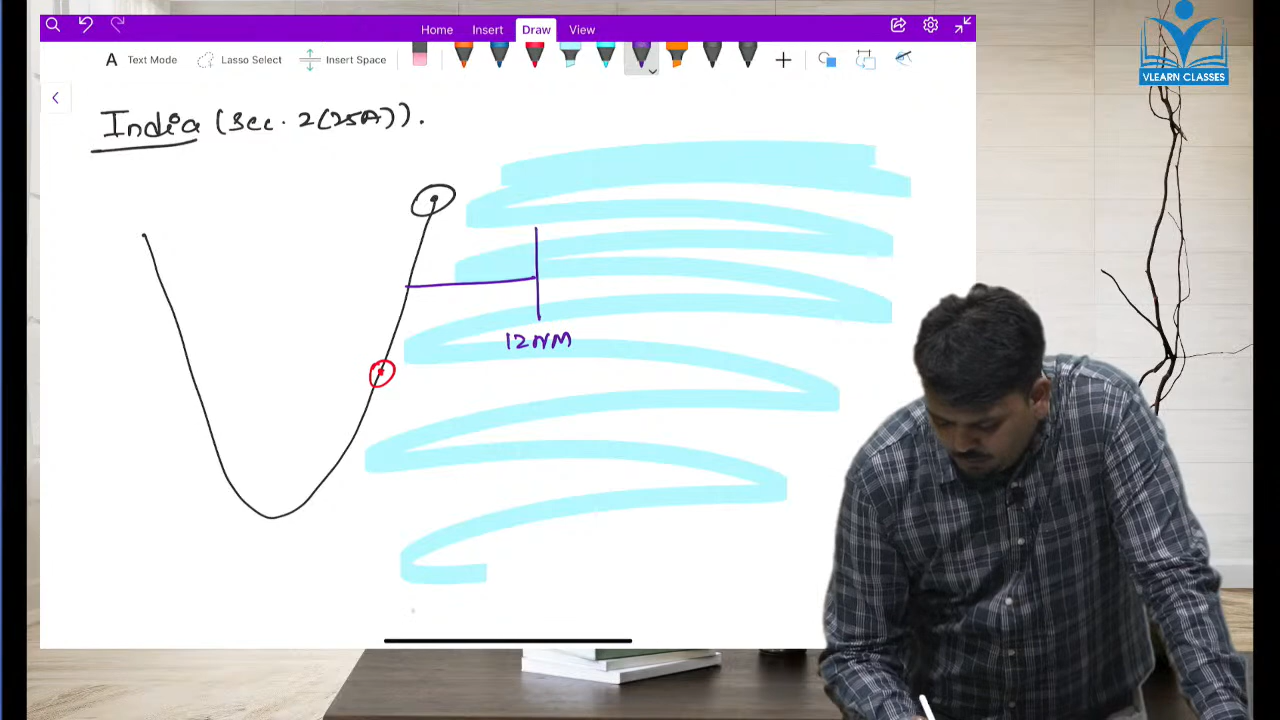 Home Insert Draw View
A Text Mode Lasso Select Insert Space
VLEARN CLASSES
India (Sec. 2(25A)).
12NM